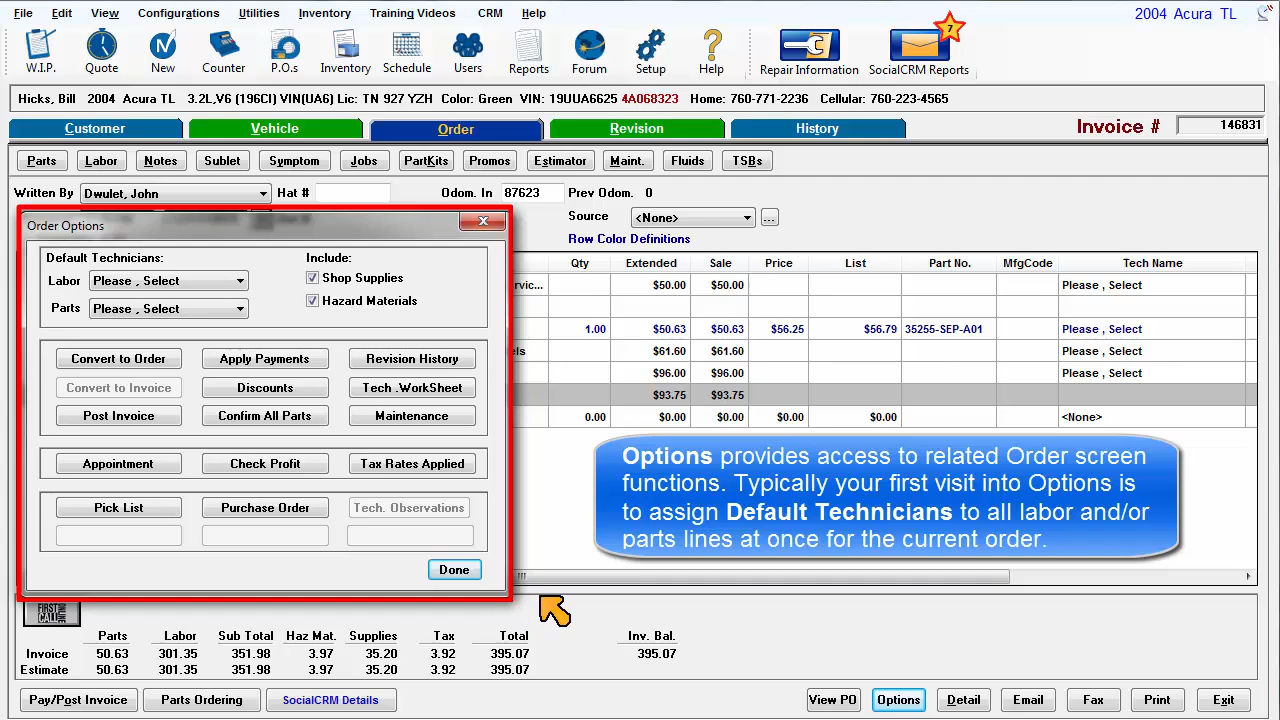 File Edit View Configurations Utilities Inventory Training Videos CRM Help 2004 Acura TL
7
W.I.P. Quote New Counter P.O.s Inventory Schedule Users Reports Forum Setup Help Repair Information SocialCRM Reports
Hicks, Bill 2004 Acura TL 3.2L,V6 (196CI) VIN(UA6) Lic: TN 927 YZH Color: Green VIN: 19UUA6625 4A068323 Home: 760-771-2236 Cellular: 760-223-4565
Customer Vehicle Order Revision History Invoice # 146831
Parts Labor Notes Sublet Symptom Jobs PartKits Promos Estimator Maint. Fluids TSBs
Written By Dwulet, John Hat # Odom. In 87623 Prev Odom. 0
Source <None> ...
Row Color Definitions
Order Options
Default Technicians: Include:
Labor Please , Select Shop Supplies
Parts Please , Select Hazard Materials
Convert to Order Apply Payments Revision History
Convert to Invoice Discounts Tech .WorkSheet
Post Invoice Confirm All Parts Maintenance
Appointment Check Profit Tax Rates Applied
Pick List Purchase Order Tech. Observations
Done
Qty Extended Sale Price List Part No. MfgCode Tech Name
rvic... $50.00 $50.00 Please , Select
1.00 $50.63 $50.63 $56.25 $56.79 35255-SEP-A01 Please , Select
els $61.60 $61.60 Please , Select
$96.00 $96.00 Please , Select
$93.75 $93.75
0.00 $0.00 $0.00 $0.00 $0.00 <None>
Options provides access to related Order screen
functions. Typically your first visit into Options is
to assign Default Technicians to all labor and/or
parts lines at once for the current order.
FIRST
CALL
Parts Labor Sub Total Haz Mat. Supplies Tax Total Inv. Bal.
Invoice 50.63 301.35 351.98 3.97 35.20 3.92 395.07 395.07
Estimate 50.63 301.35 351.98 3.97 35.20 3.92 395.07
Pay/Post Invoice Parts Ordering SocialCRM Details View PO Options Detail Email Fax Print Exit